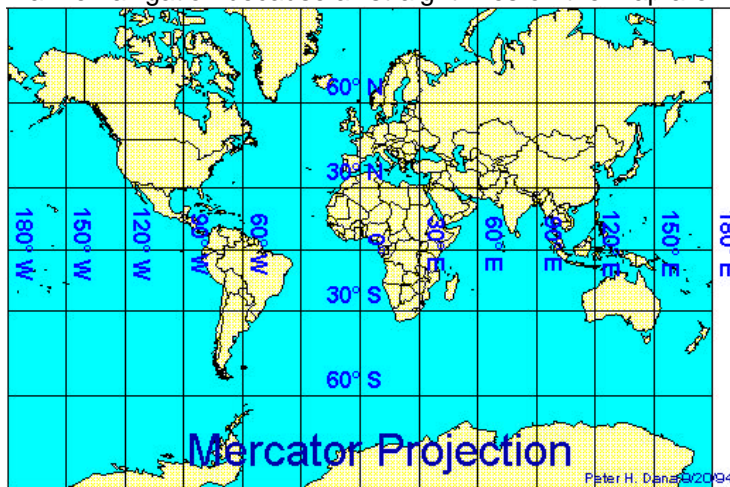 60° N
30° N
180° W
150° W
120° W
90° W
60° W
0°
30° E
60° E
90° E
120° E
150° E
180° E
30° S
60° S
Mercator Projection
Peter H. Dana 9/20/94